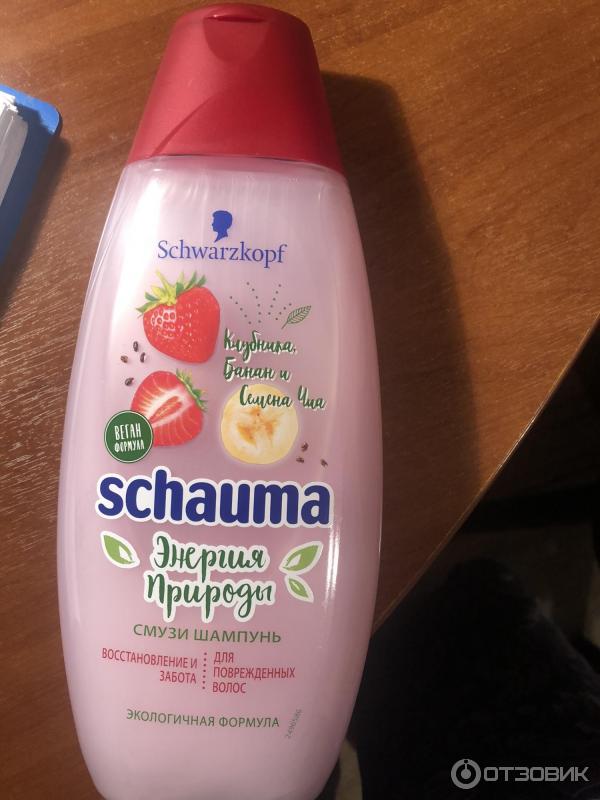 Schwarzkopf
Клубника,
Банан и
Семена Чиа
ВЕГАН
ФОРМУЛА
schauma
Энергия
Природы
СМУЗИ ШАМПУНЬ
ВОССТАНОВЛЕНИЕ И
ЗАБОТА
ДЛЯ
ПОВРЕЖДЕННЫХ
ВОЛОС
ЭКОЛОГИЧНАЯ ФОРМУЛА
ОТЗОВИК